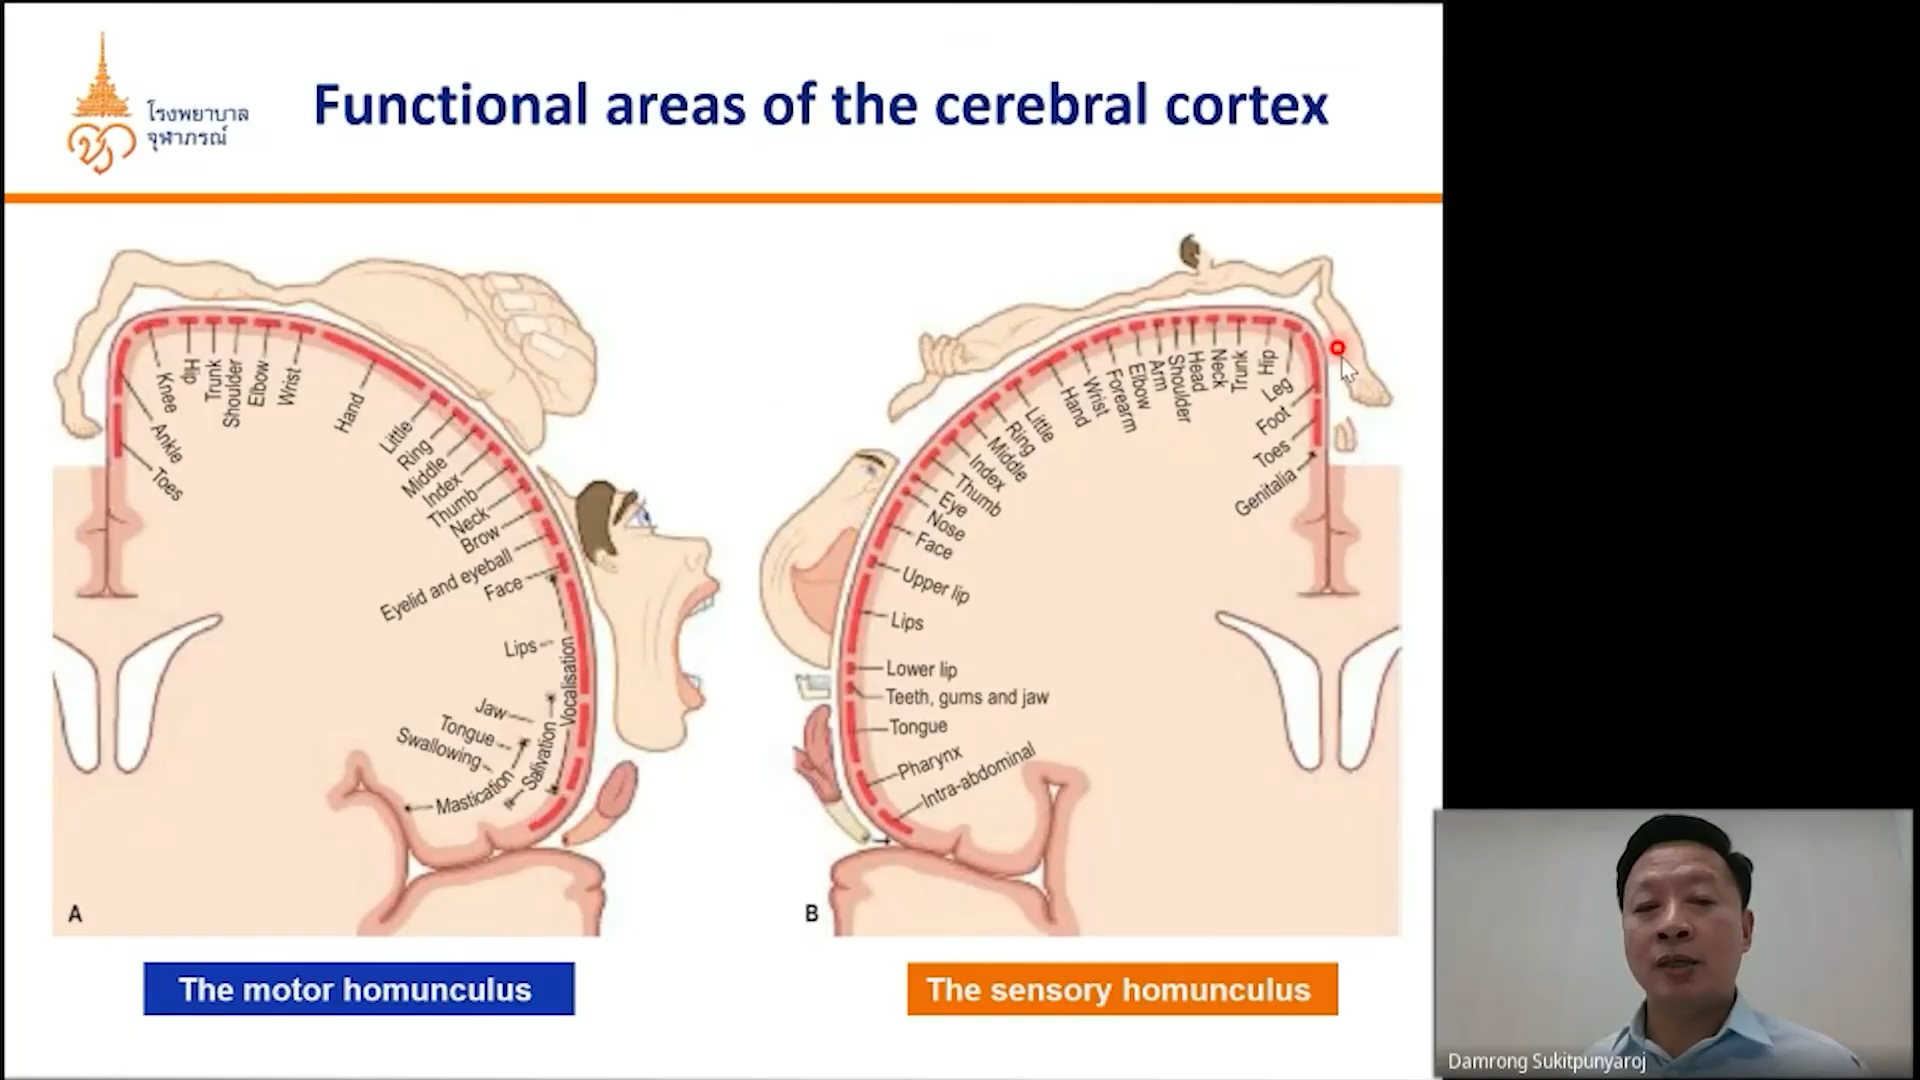 โรงพยาบาล
จุฬาภรณ์
Functional areas of the cerebral cortex
Toes
Ankle
Knee
Hip
Trunk
Shoulder
Elbow
Wrist
Hand
Little
Ring
Middle
Index
Thumb
Neck
Brow
Eyelid and eyeball
Face
Lips
Vocalisation
Jaw
Tongue
Swallowing
Salivation
Mastication
A
The motor homunculus
Genitalia
Toes
Foot
Leg
Hip
Trunk
Neck
Head
Shoulder
Arm
Elbow
Forearm
Wrist
Hand
Little
Ring
Middle
Index
Thumb
Eye
Nose
Face
Upper lip
Lips
Lower lip
Teeth, gums and jaw
Tongue
Pharynx
Intra-abdominal
B
The sensory homunculus
Damrong Sukitpunyaroj